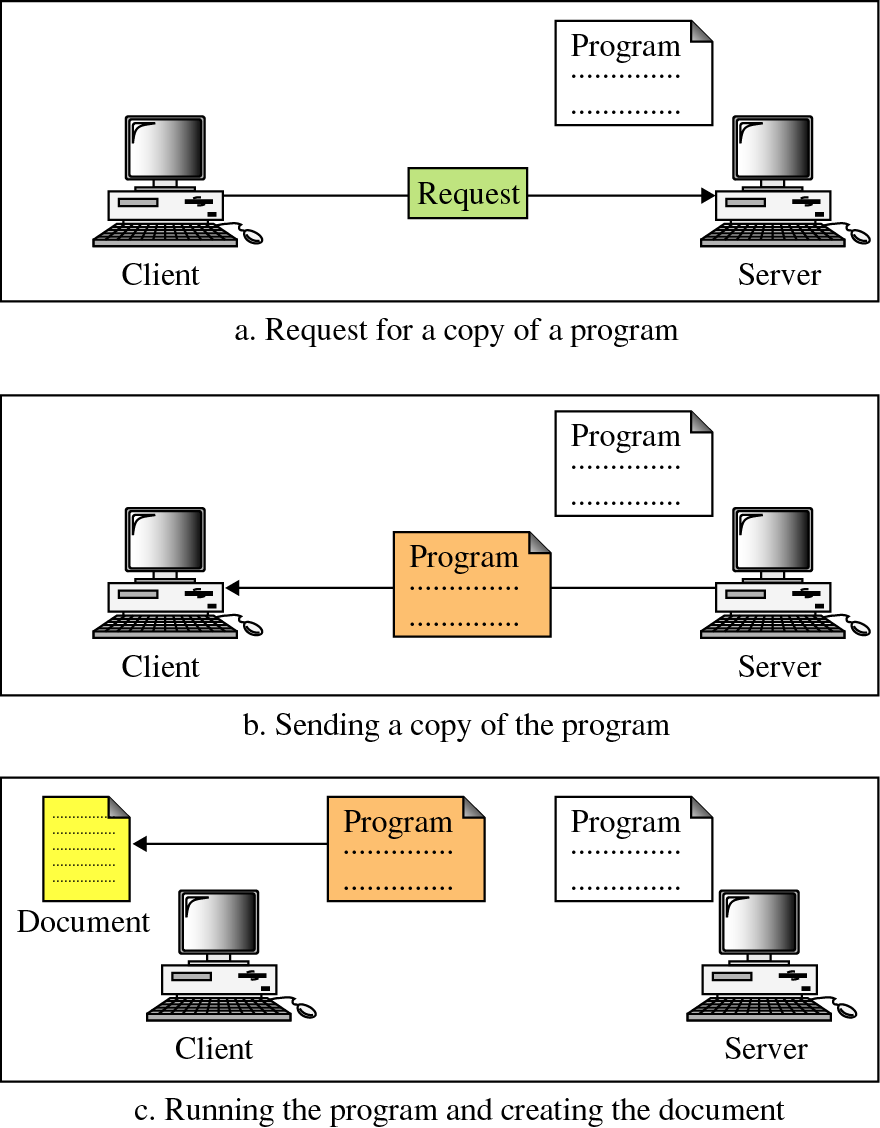 Program
Request
Client
Server
a. Request for a copy of a program
Program
Program
Client
Server
b. Sending a copy of the program
Program
Program
Document
Client
Server
c. Running the program and creating the document